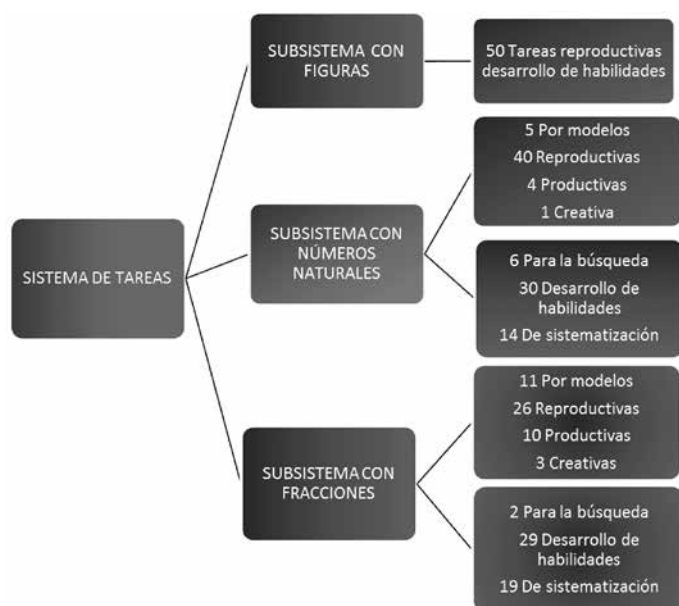 SUBSISTEMA CON
FIGURAS
50 Tareas reproductivas
desarrollo de habilidades
5 Por modelos
40 Reproductivas
4 Productivas
1 Creativa
SISTEMA DE TAREAS
SUBSISTEMA CON
NÚMEROS
NATURALES
6 Para la búsqueda
30 Desarrollo de
habilidades
14 De sistematización
11 Por modelos
26 Reproductivas
10 Productivas
3 Creativas
SUBSISTEMA CON
FRACCIONES
2 Para la búsqueda
29 Desarrollo de
habilidades
19 De sistematización